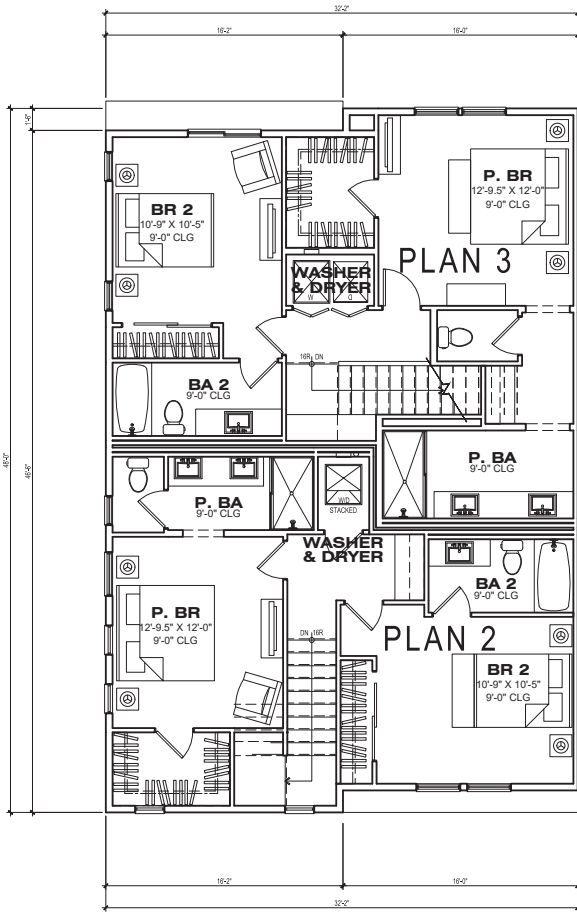 32'-2"
16'-2"
16'-0"
1'-6"
48'-0"
46'-6"
BR 2
10'-9" X 10'-5"
9'-0" CLG
P. BR
12'-9.5" X 12'-0"
9'-0" CLG
PLAN 3
WASHER
& DRYER
W
D
16R
DN
BA 2
9'-0" CLG
P. BA
9'-0" CLG
P. BA
9'-0" CLG
W/D
STACKED
WASHER
& DRYER
BA 2
9'-0" CLG
P. BR
12'-9.5" X 12'-0"
9'-0" CLG
DN
16R
PLAN 2
BR 2
10'-9" X 10'-5"
9'-0" CLG
16'-2"
16'-0"
32'-2"